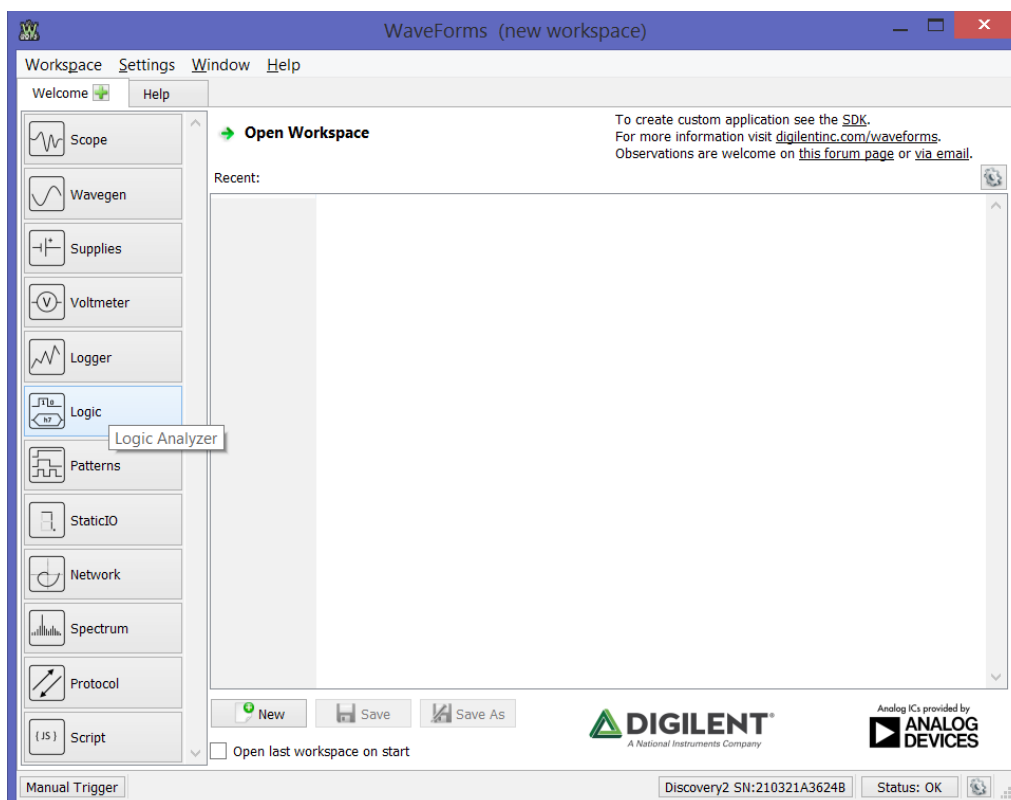 WaveForms (new workspace)
Workspace Settings Window Help
Welcome Help
Scope
Wavegen
Supplies
Voltmeter
Logger
Logic
Logic Analyzer
Patterns
StaticIO
Network
Spectrum
Protocol
{JS} Script
Open Workspace
To create custom application see the SDK.
For more information visit digilentinc.com/waveforms.
Observations are welcome on this forum page or via email.
Recent:
New Save Save As
Open last workspace on start
DIGILENT
A National Instruments Company
Analog ICs provided by
ANALOG
DEVICES
Manual Trigger Discovery2 SN:210321A3624B Status: OK